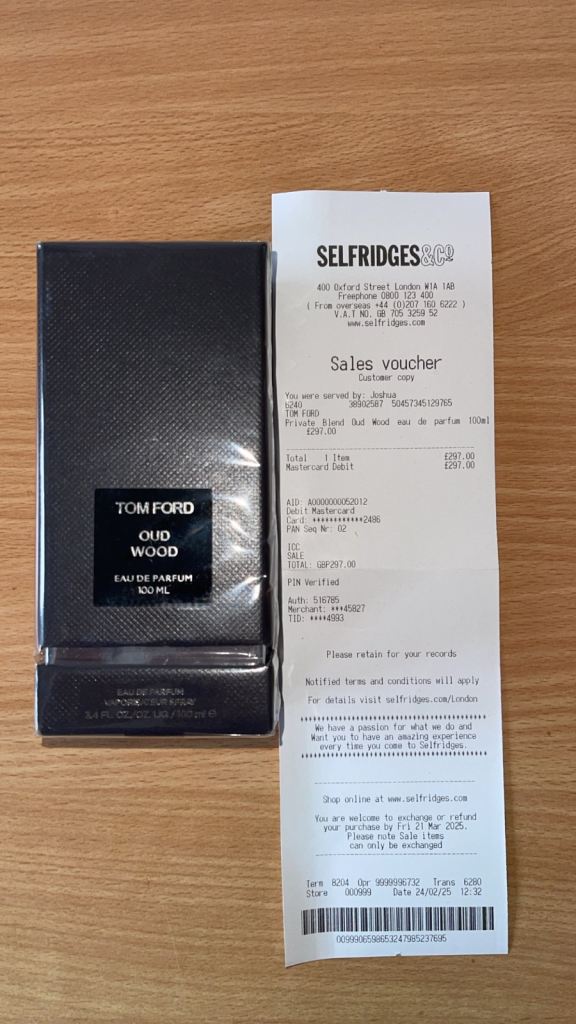 TOM FORD
OUD
WOOD
EAU DE PARFUM
100 ML
EAU DE PARFUM
VAPORISATEUR SPRAY
3.4 FL. OZ./OZ. LIQ. / 100 ml ℮
SELFRIDGES&Co
400 Oxford Street London W1A 1AB
Freephone 0800 123 400
( From overseas +44 (0)207 160 6222 )
V.A.T NO. GB 705 3259 52
www.selfridges.com
Sales voucher
Customer copy
You were served by: Joshua
6240 38902587 50457345129765
TOM FORD
Private Blend Oud Wood eau de parfum 100ml
£297.00
Total 1 Item £297.00
Mastercard Debit £297.00
AID: A0000000052012
Debit Mastercard
Card: ************2486
PAN Seq Nr: 02
ICC
SALE
TOTAL: GBP297.00
PIN Verified
Auth: 516785
Merchant: ***45827
TID: ****4993
Please retain for your records
Notified terms and conditions will apply
For details visit selfridges.com/London
We have a passion for what we do and
Want you to have an amazing experience
every time you come to Selfridges.
Shop online at www.selfridges.com
You are welcome to exchange or refund
your purchase by Fri 21 Mar 2025.
Please note Sale items
can only be exchanged
Term 8204 Opr 9999996732 Trans 6280
Store 000999 Date 24/02/25 12:32
0099906598653247985237695